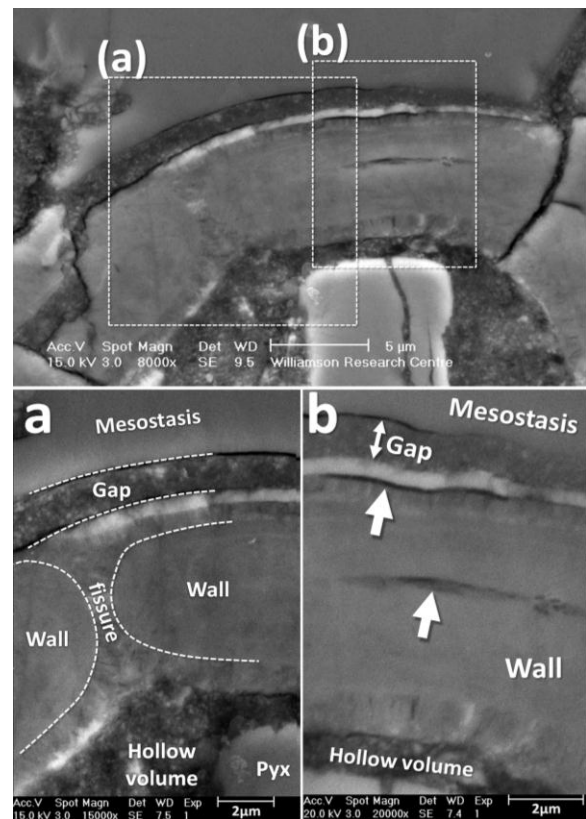 (a)
(b)
Acc.V Spot Magn Det WD 5 µm
15.0 kV 3.0 8000x SE 9.5 Williamson Research Centre
a
Mesostasis
Gap
fissure
Wall
Wall
Hollow volume
Pyx
Acc.V Spot Magn Det WD Exp
15.0 kV 3.0 15000x SE 7.5 1 2µm
b
Mesostasis
Gap
Wall
Hollow volume
Acc.V Spot Magn Det WD Exp
20.0 kV 3.0 20000x SE 7.4 1 2µm